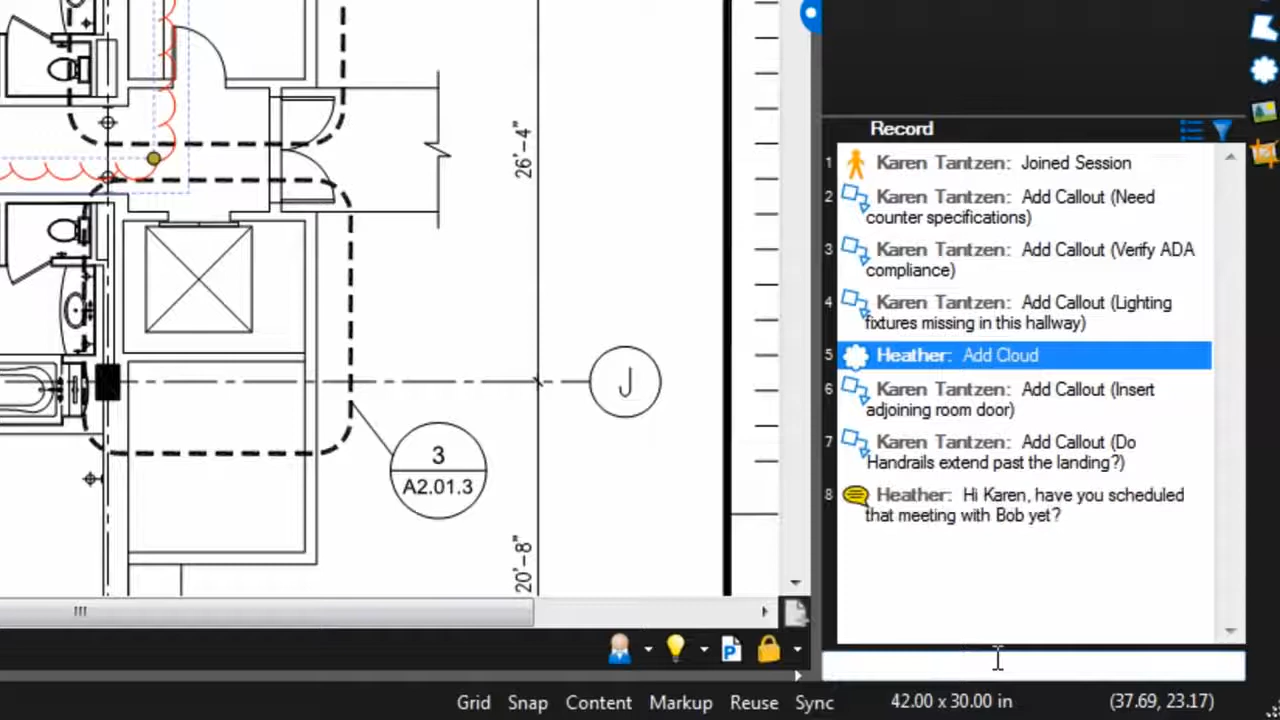 Record
1 Karen Tantzen: Joined Session
2 Karen Tantzen: Add Callout (Need
counter specifications)
3 Karen Tantzen: Add Callout (Verify ADA
compliance)
4 Karen Tantzen: Add Callout (Lighting
fixtures missing in this hallway)
5 Heather: Add Cloud
6 Karen Tantzen: Add Callout (Insert
adjoining room door)
7 Karen Tantzen: Add Callout (Do
Handrails extend past the landing?)
8 Heather: Hi Karen, have you scheduled
that meeting with Bob yet?
26'-4"
J
3
A2.01.3
20'-8"
Grid Snap Content Markup Reuse Sync 42.00 x 30.00 in (37.69, 23.17)